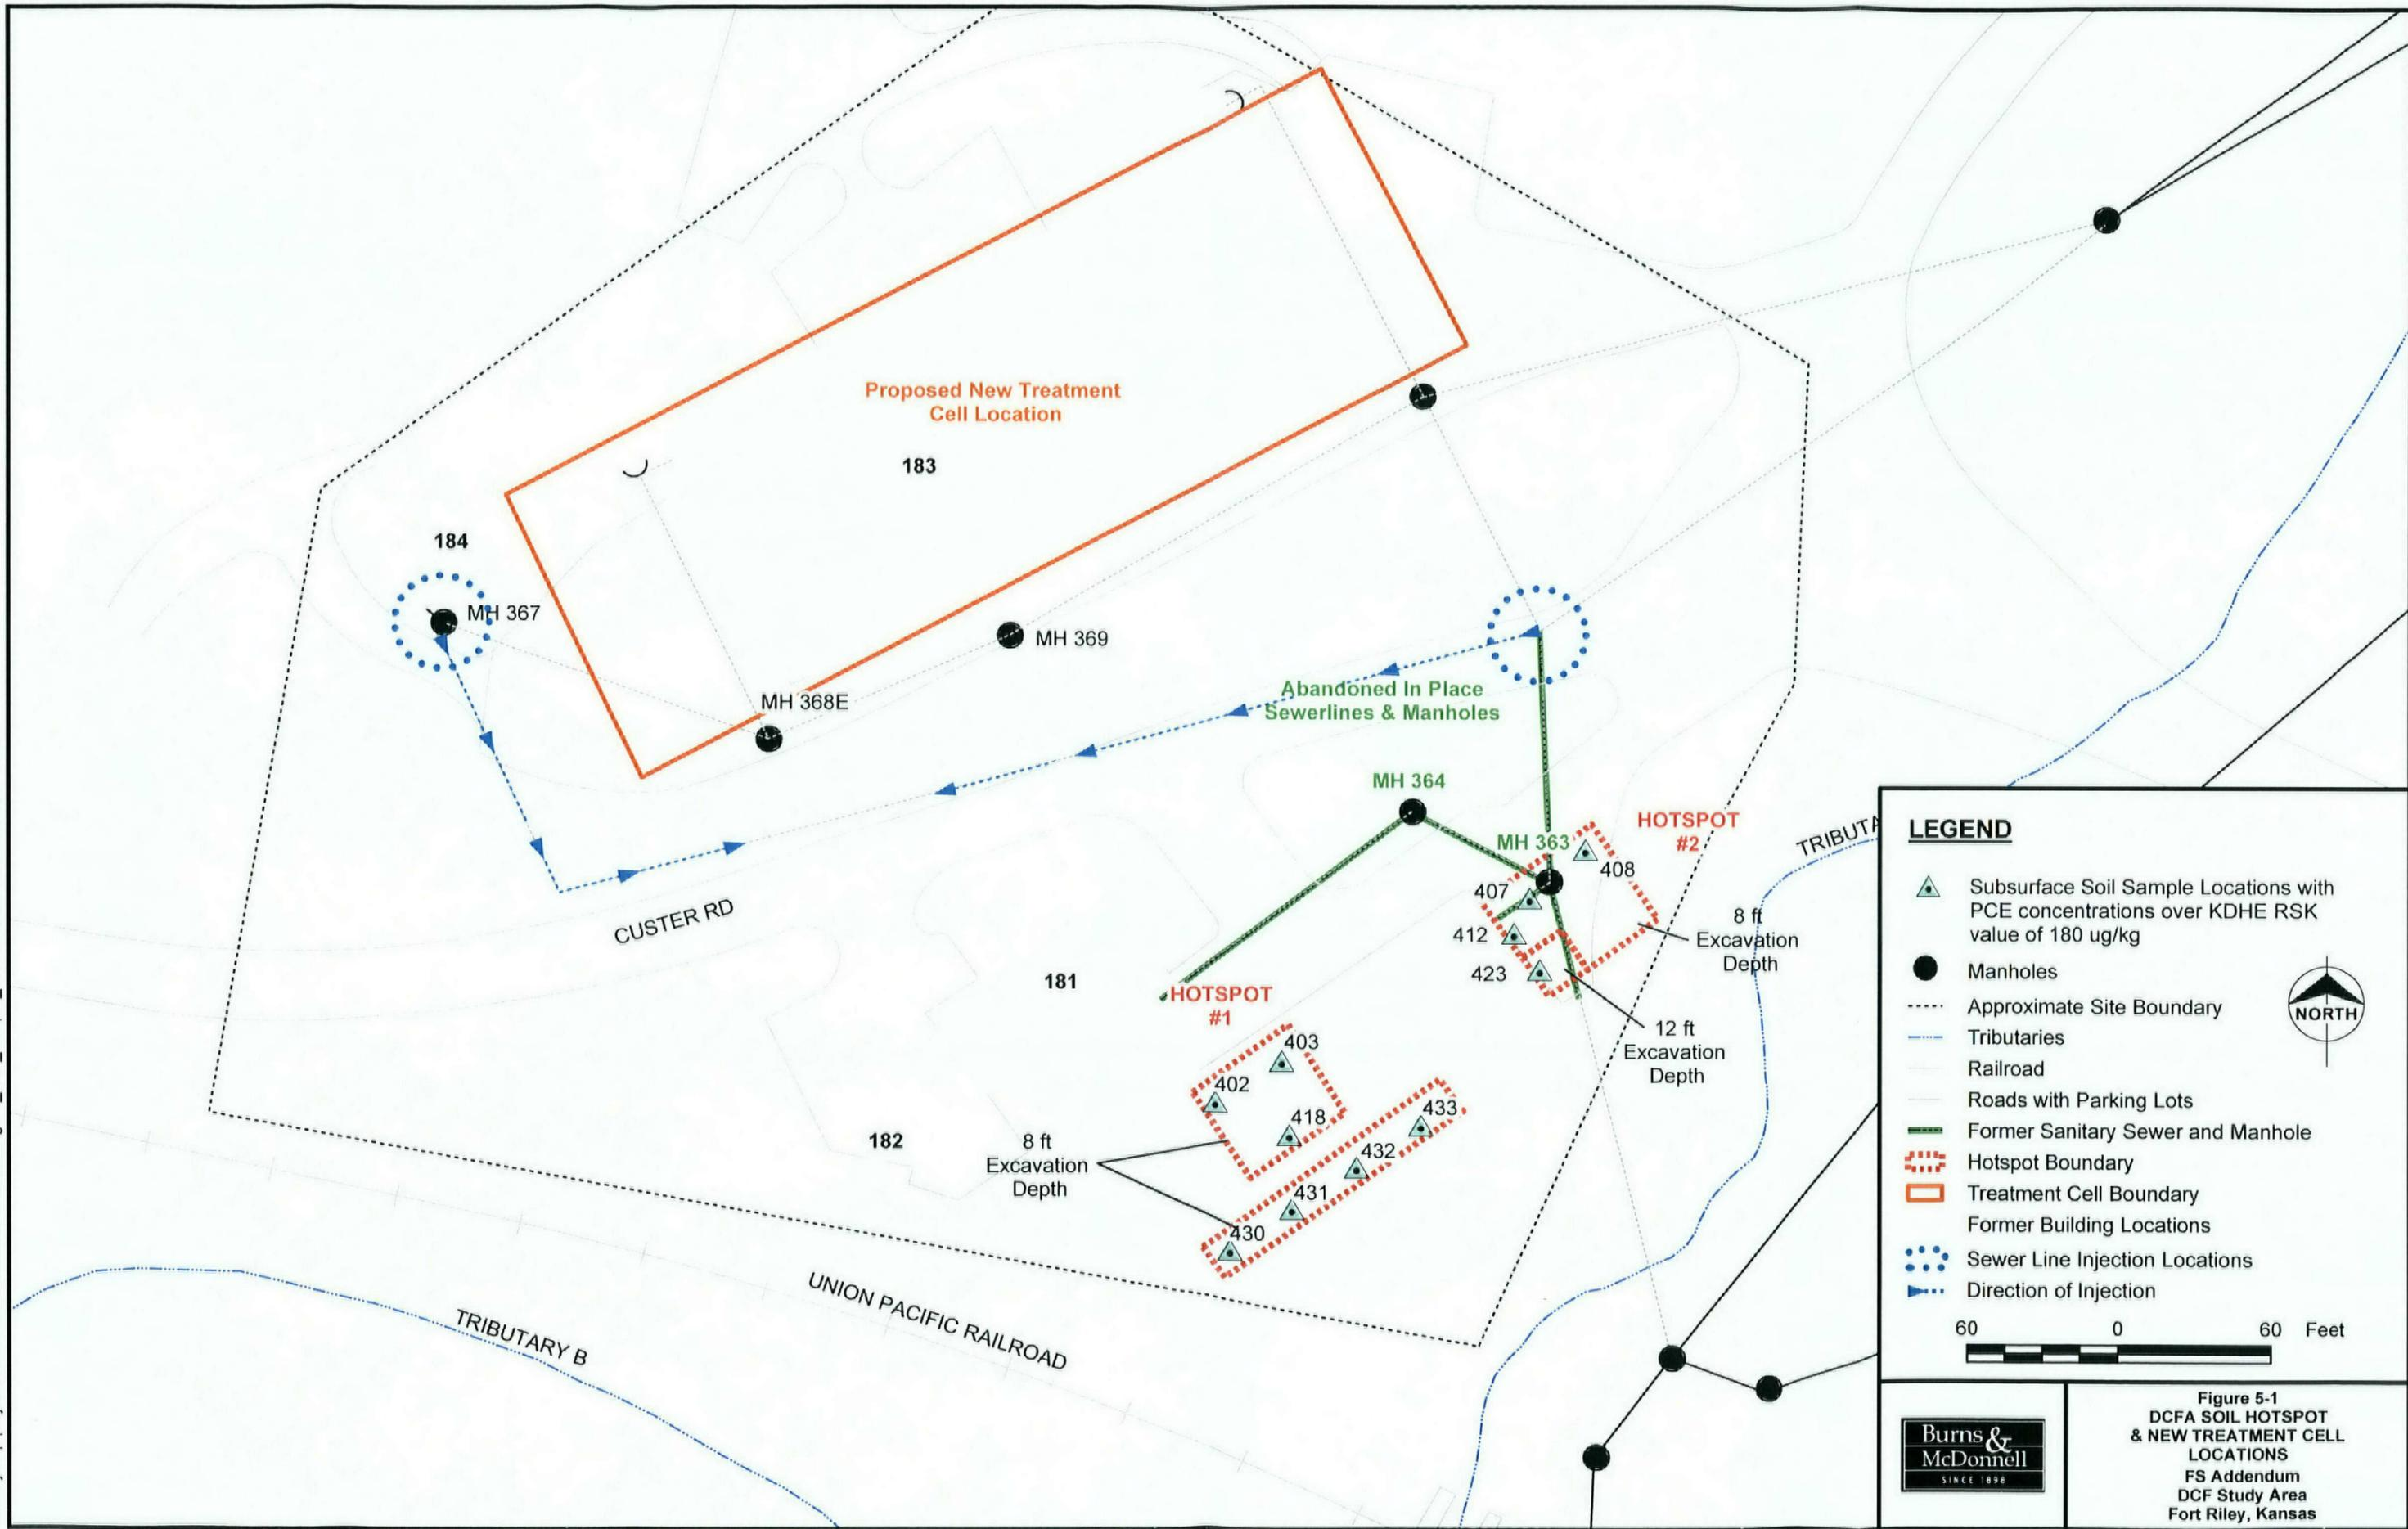 Proposed New Treatment
Cell Location
183
184
MH 367
MH 369
MH 368E
Abandoned In Place
Sewerlines & Manholes
MH 364
MH 363
HOTSPOT
#2
408
407
412
423
8 ft
Excavation
Depth
12 ft
Excavation
Depth
CUSTER RD
181
HOTSPOT
#1
403
402
418
433
432
431
430
182
8 ft
Excavation
Depth
UNION PACIFIC RAILROAD
TRIBUTARY B
TRIBUTA
LEGEND
Subsurface Soil Sample Locations with
PCE concentrations over KDHE RSK
value of 180 ug/kg
Manholes
Approximate Site Boundary
Tributaries
Railroad
Roads with Parking Lots
Former Sanitary Sewer and Manhole
Hotspot Boundary
Treatment Cell Boundary
Former Building Locations
Sewer Line Injection Locations
Direction of Injection
NORTH
60 0 60 Feet
Burns &
McDonnell
SINCE 1898
Figure 5-1
DCFA SOIL HOTSPOT
& NEW TREATMENT CELL
LOCATIONS
FS Addendum
DCF Study Area
Fort Riley, Kansas